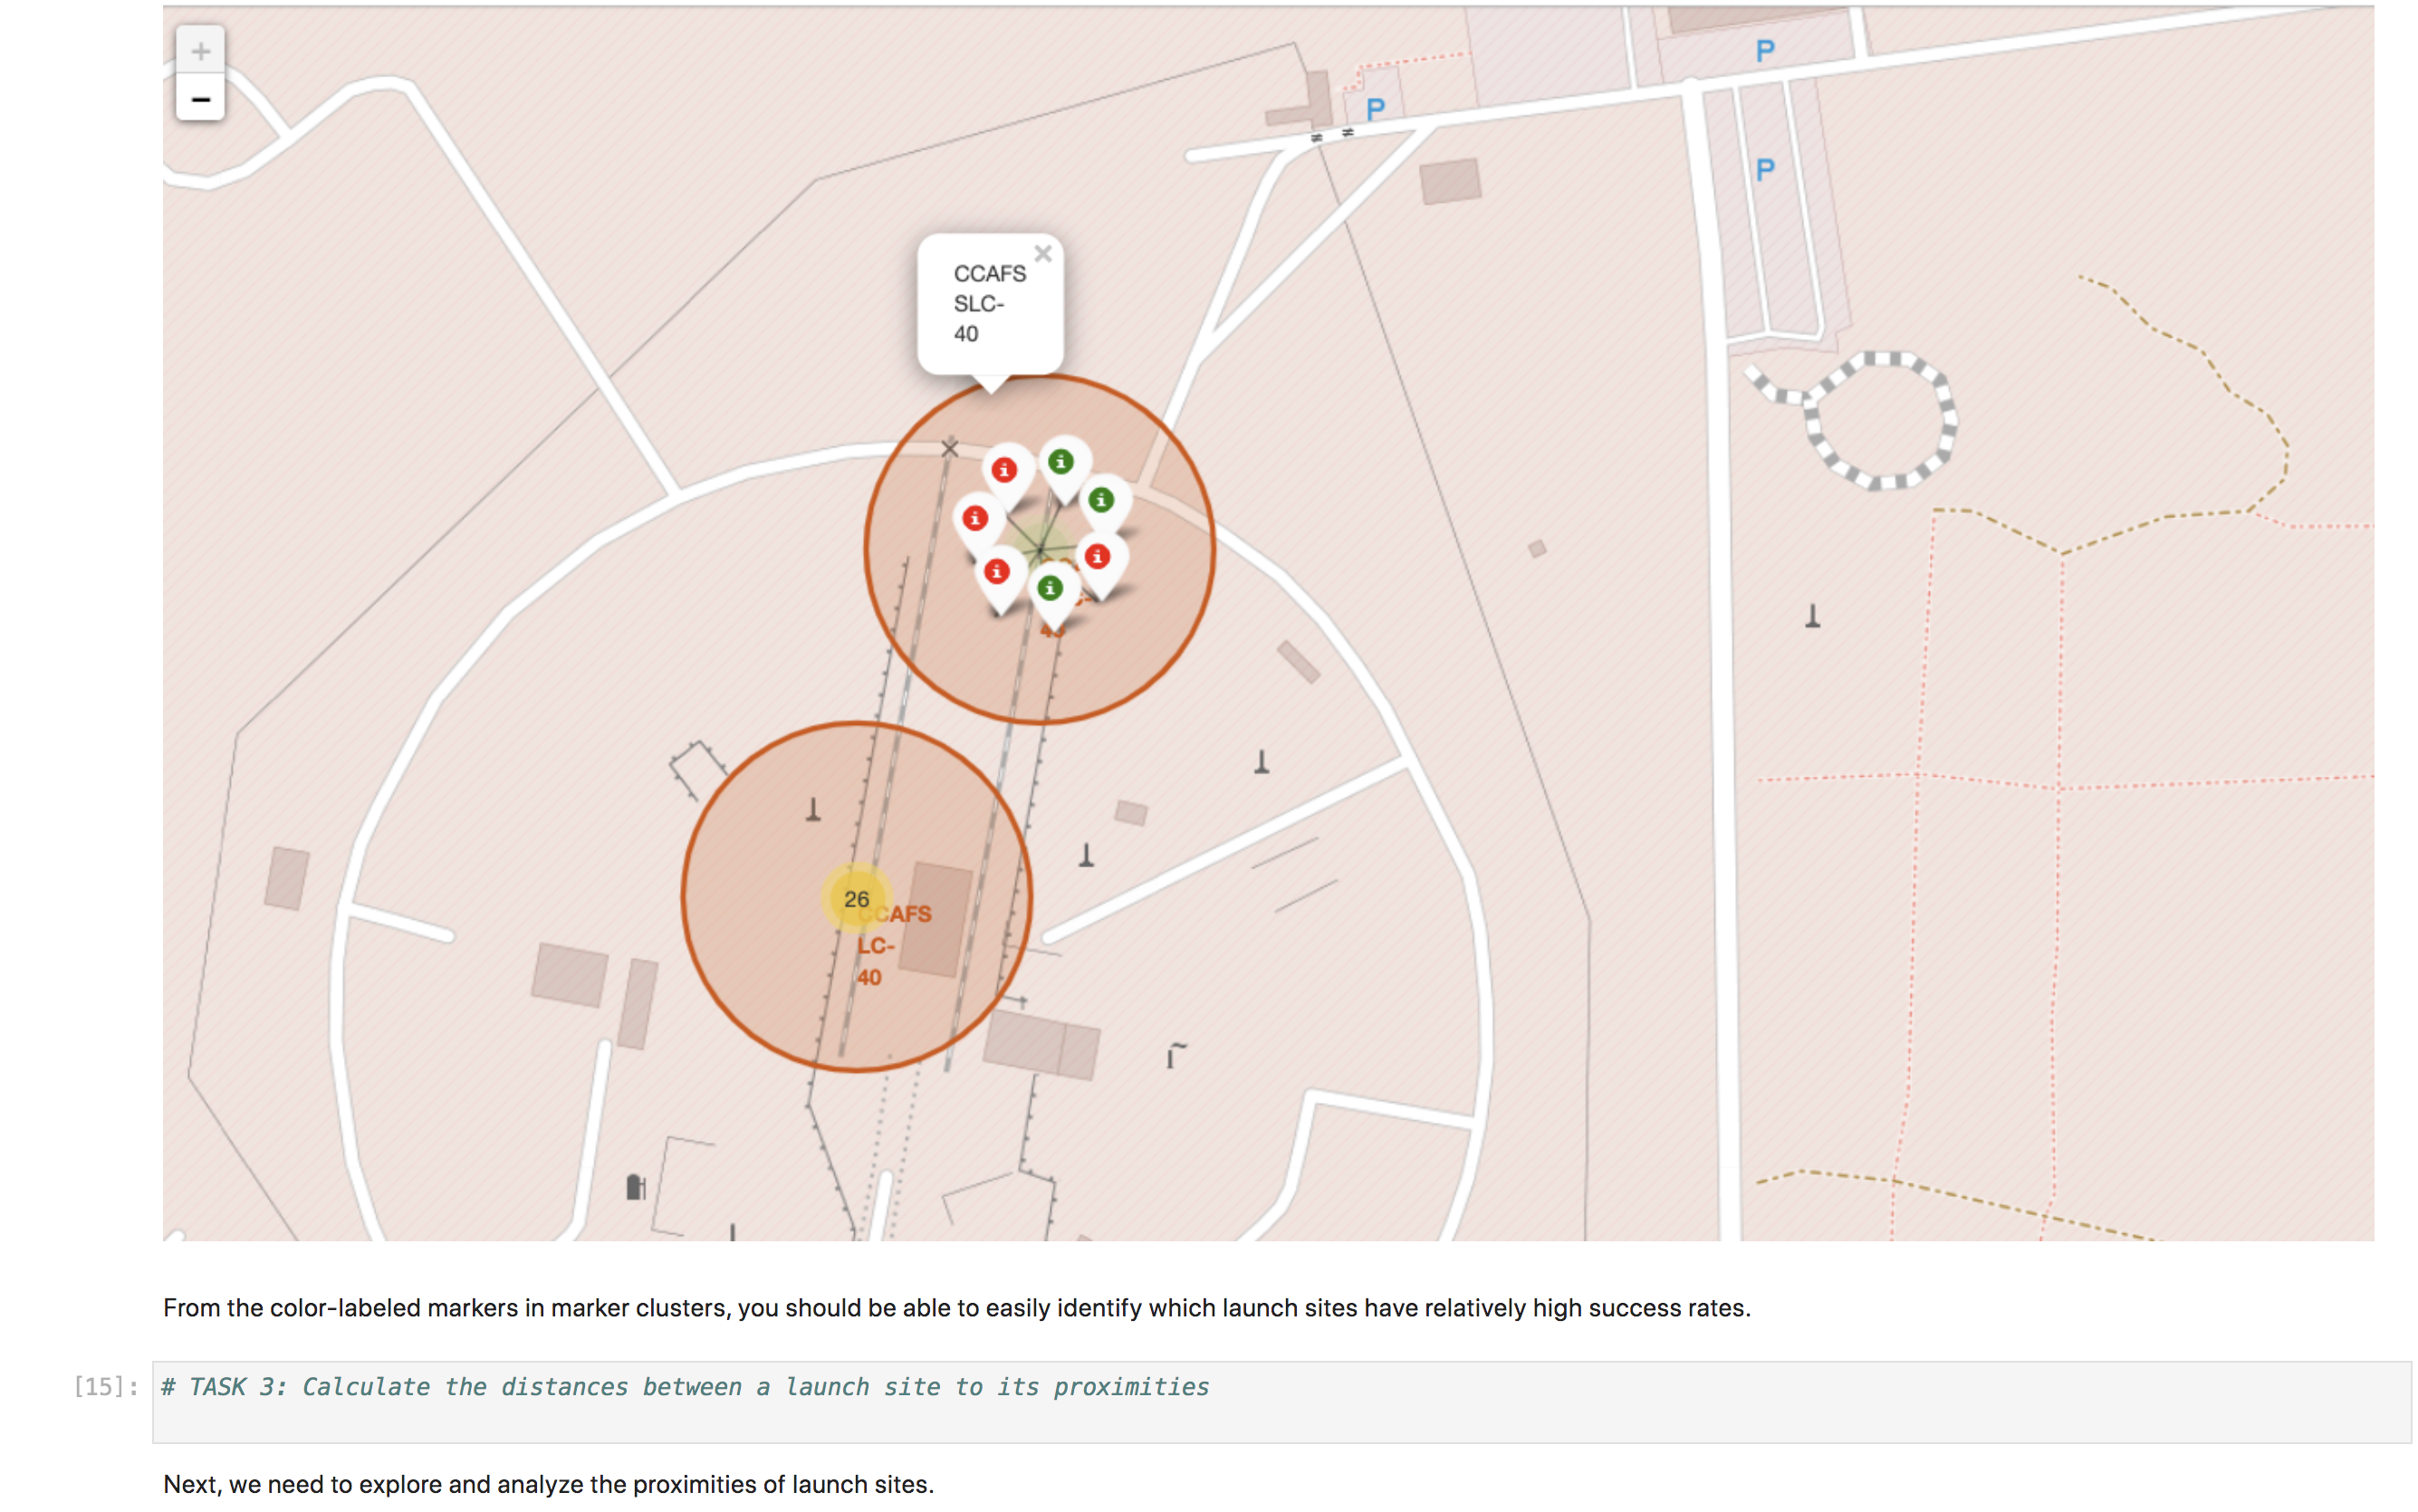 +
−
P
P
P
CCAFS
SLC-
40
×
26
CCAFS
LC-
40
From the color-labeled markers in marker clusters, you should be able to easily identify which launch sites have relatively high success rates.
[15]: # TASK 3: Calculate the distances between a launch site to its proximities
Next, we need to explore and analyze the proximities of launch sites.